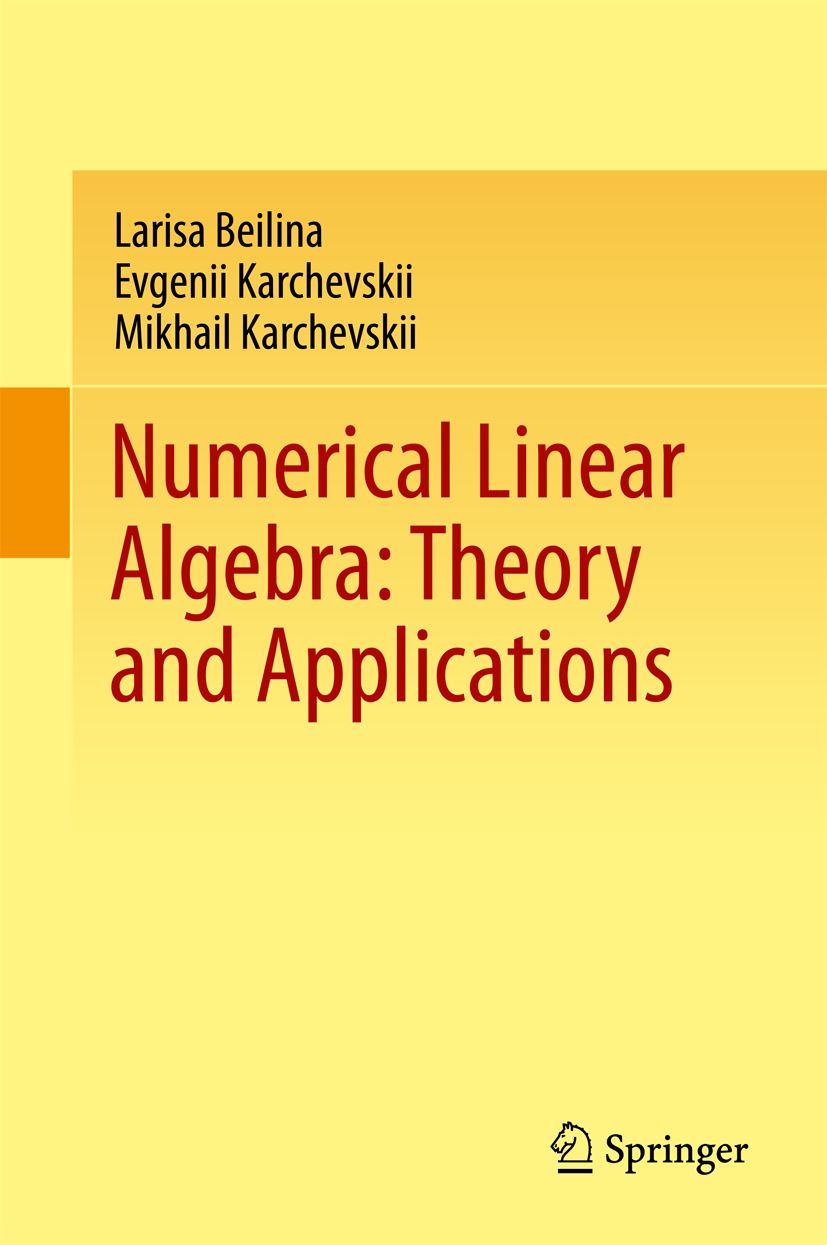 Larisa Beilina
Evgenii Karchevskii
Mikhail Karchevskii
Numerical Linear
Algebra: Theory
and Applications
Springer